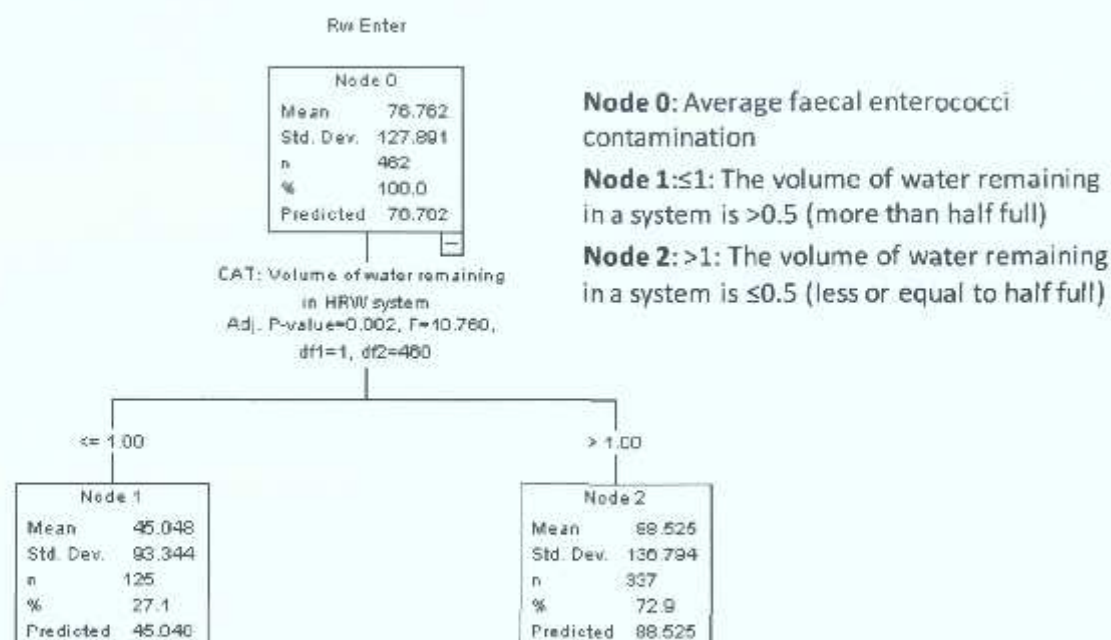 Rw Enter
Node 0
Mean 76.762
Std. Dev. 127.891
n 462
% 100.0
Predicted 76.762
CAT: Volume of water remaining
in HRW system
Adj. P-value=0.002, F=10.760,
df1=1, df2=460
<= 1.00
> 1.00
Node 1
Mean 45.048
Std. Dev. 93.344
n 125
% 27.1
Predicted 45.048
Node 2
Mean 88.525
Std. Dev. 136.794
n 337
% 72.9
Predicted 88.525
Node 0: Average faecal enterococci
contamination
Node 1:≤1: The volume of water remaining
in a system is >0.5 (more than half full)
Node 2: >1: The volume of water remaining
in a system is ≤0.5 (less or equal to half full)